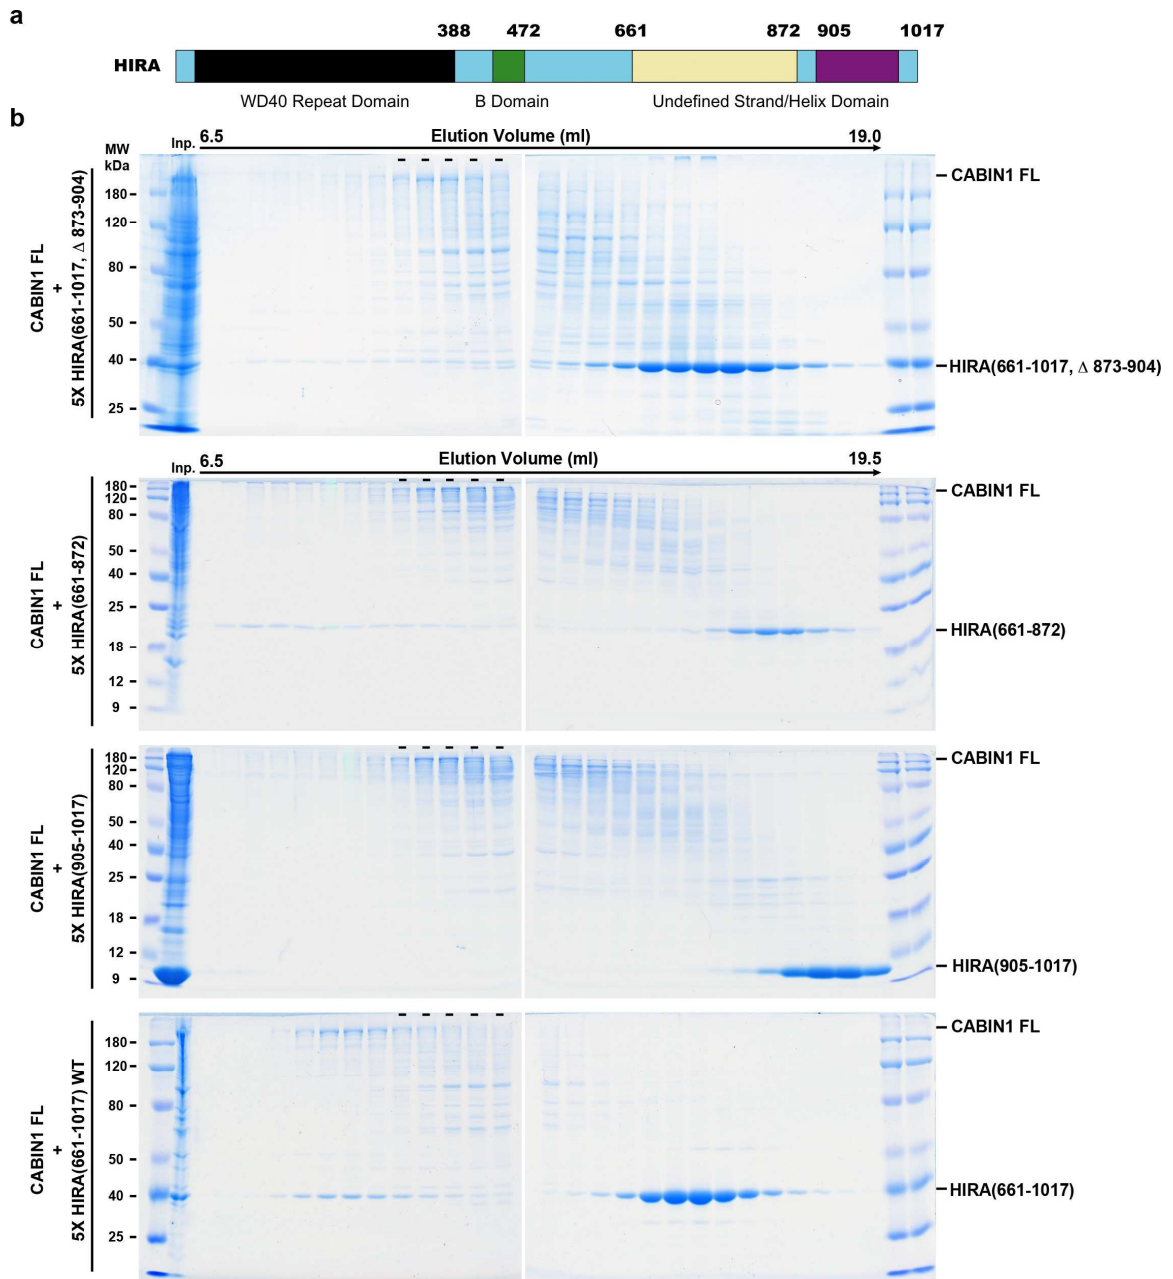 a
388 472 661 872 905 1017
HIRA
WD40 Repeat Domain B Domain Undefined Strand/Helix Domain
b
MW
kDa
Inp. 6.5 Elution Volume (ml) 19.0
CABIN1 FL
+
5X HIRA(661-1017, Δ 873-904)
180
120
80
50
40
25
CABIN1 FL
HIRA(661-1017, Δ 873-904)
Inp. 6.5 Elution Volume (ml) 19.5
CABIN1 FL
+
5X HIRA(661-872)
180
120
80
50
40
25
18
12
9
CABIN1 FL
HIRA(661-872)
CABIN1 FL
+
5X HIRA(905-1017)
180
120
80
50
40
25
18
12
9
CABIN1 FL
HIRA(905-1017)
CABIN1 FL
+
5X HIRA(661-1017) WT
180
120
80
50
40
25
CABIN1 FL
HIRA(661-1017)